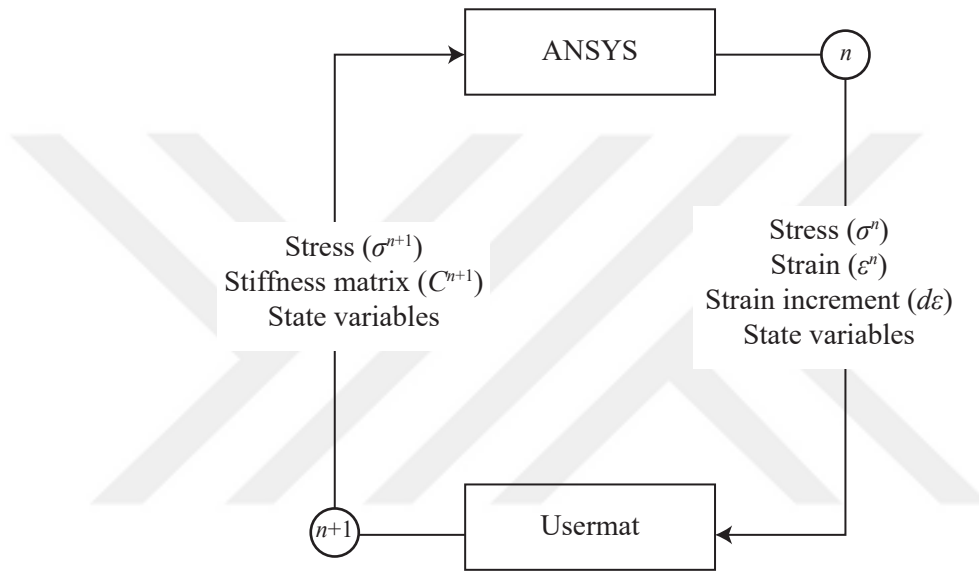 ANSYS
n
Stress (σⁿ)
Strain (εⁿ)
Strain increment (dε)
State variables
Usermat
n+1
Stress (σⁿ⁺¹)
Stiffness matrix (Cⁿ⁺¹)
State variables